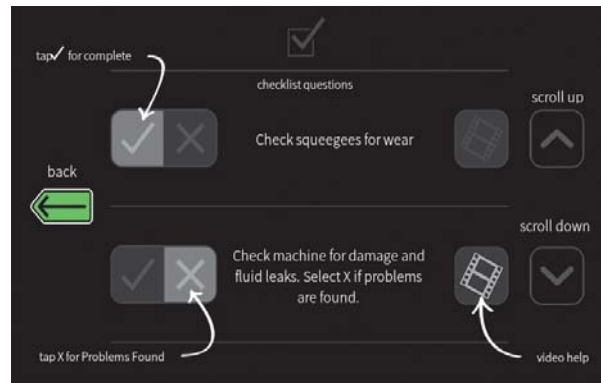 tap✓ for complete
checklist questions
scroll up
Check squeegees for wear
back
scroll down
Check machine for damage and
fluid leaks. Select X if problems
are found.
tap X for Problems Found
video help